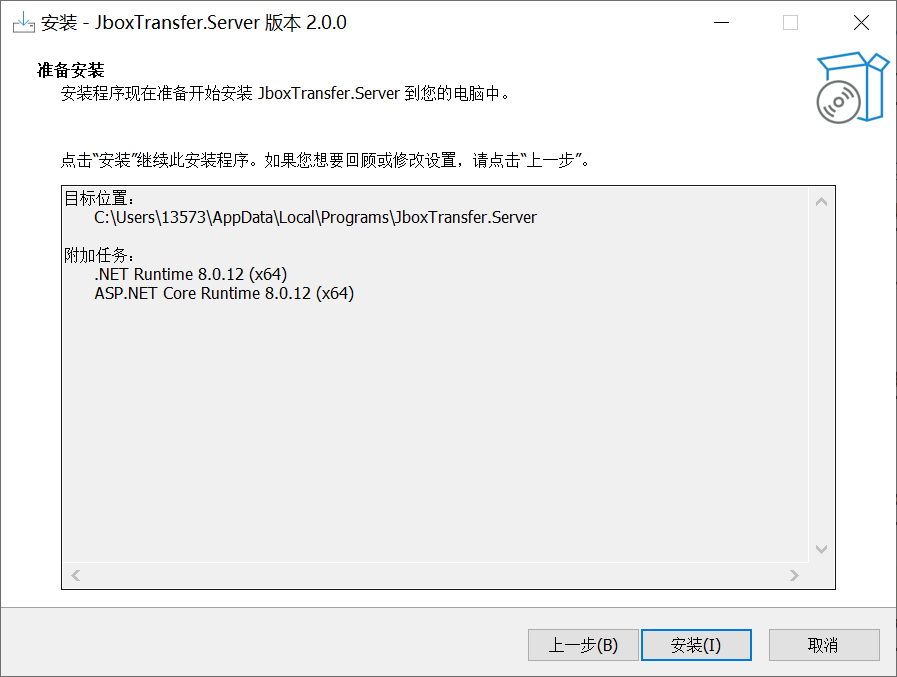 安装 - JboxTransfer.Server 版本 2.0.0
准备安装
安装程序现在准备开始安装 JboxTransfer.Server 到您的电脑中。
点击“安装”继续此安装程序。如果您想要回顾或修改设置，请点击“上一步”。
目标位置：
C:\Users\13573\AppData\Local\Programs\JboxTransfer.Server
附加任务：
.NET Runtime 8.0.12 (x64)
ASP.NET Core Runtime 8.0.12 (x64)
上一步(B)
安装(I)
取消